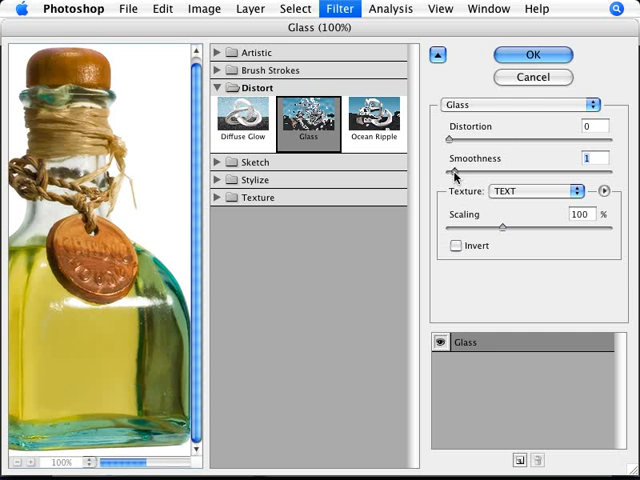 Photoshop File Edit Image Layer Select Filter Analysis View Window Help
Glass (100%)
Artistic
Brush Strokes
Distort
Diffuse Glow Glass Ocean Ripple
Sketch
Stylize
Texture
OK
Cancel
Glass
Distortion 0
Smoothness 1
Texture: TEXT
Scaling 100 %
Invert
Glass
100%